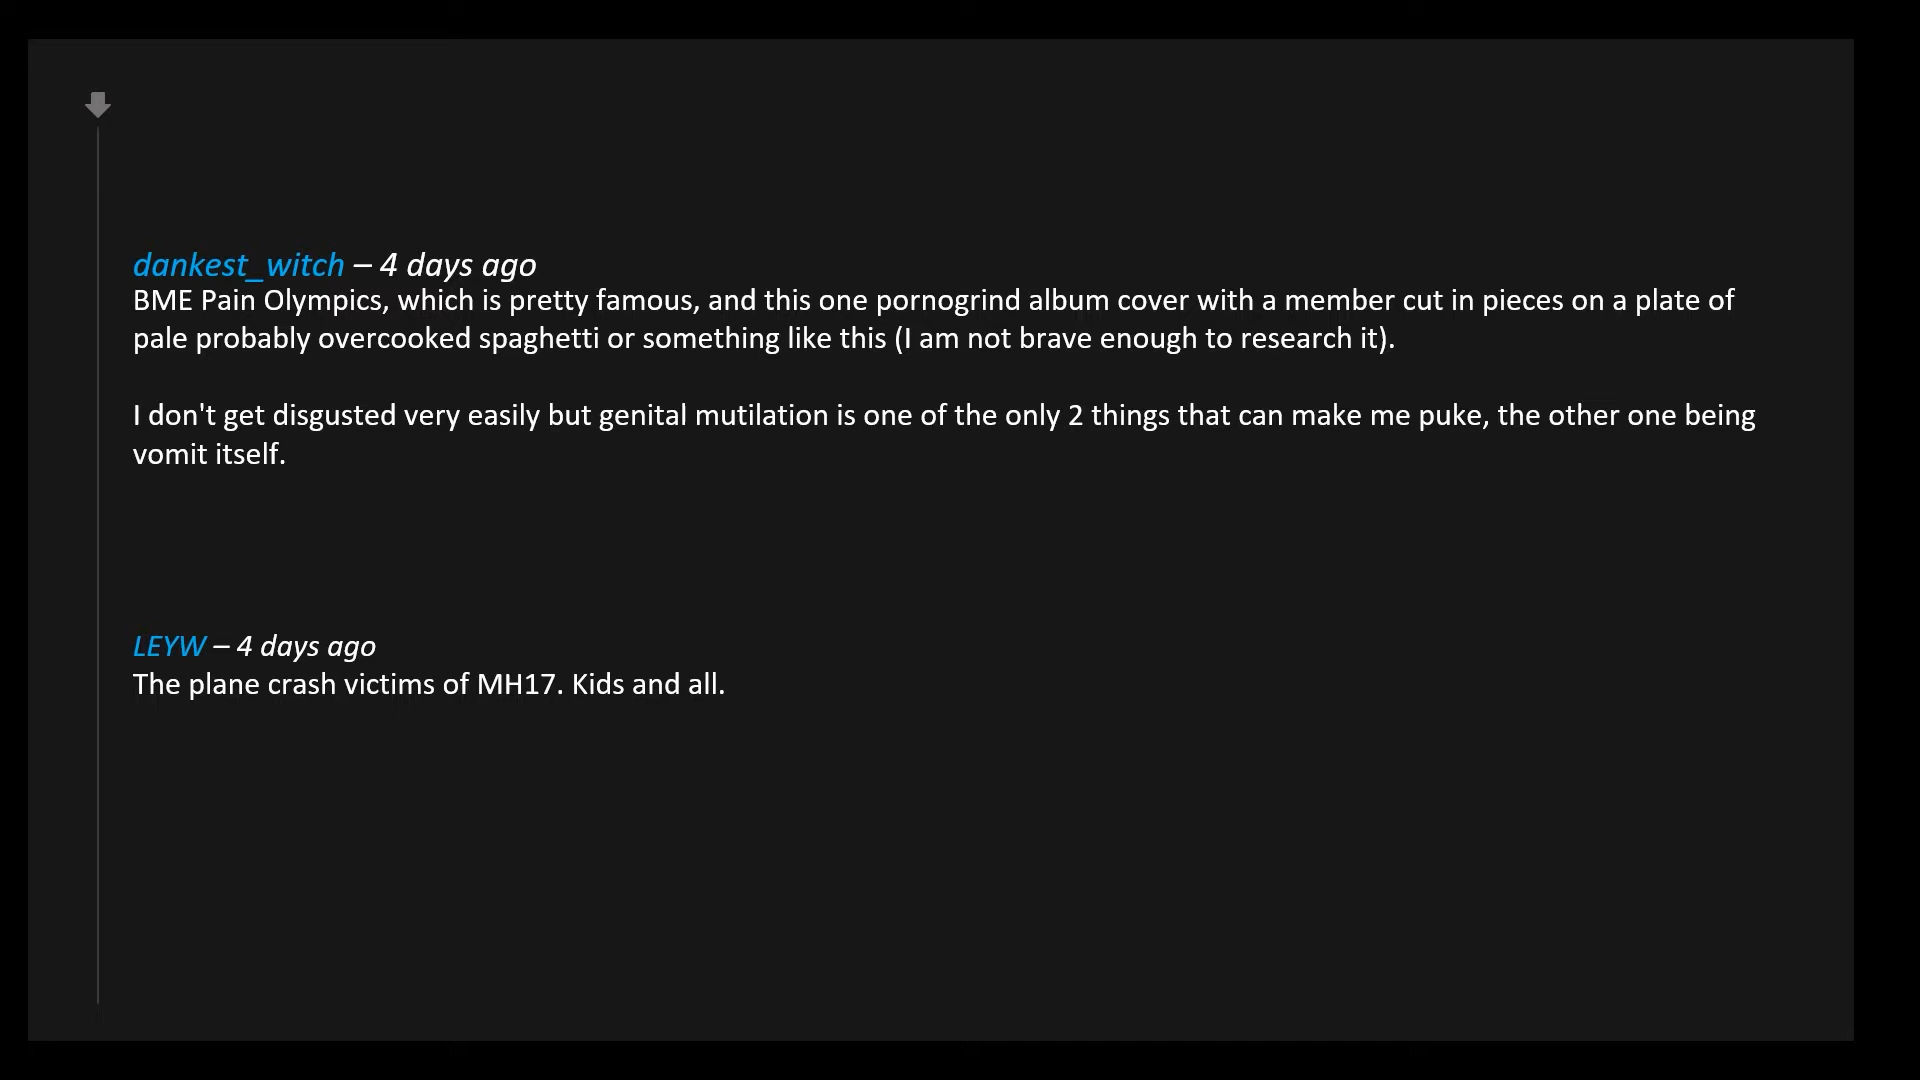 dankest_witch – 4 days ago
BME Pain Olympics, which is pretty famous, and this one pornogrind album cover with a member cut in pieces on a plate of
pale probably overcooked spaghetti or something like this (I am not brave enough to research it).
I don't get disgusted very easily but genital mutilation is one of the only 2 things that can make me puke, the other one being
vomit itself.
LEYW – 4 days ago
The plane crash victims of MH17. Kids and all.